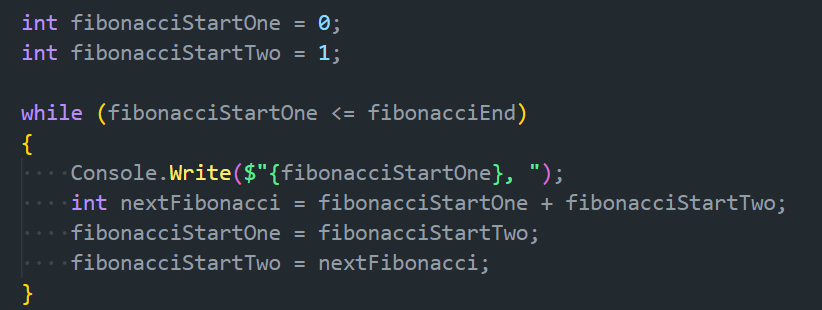 int fibonacciStartOne = 0;
int fibonacciStartTwo = 1;

while (fibonacciStartOne <= fibonacciEnd)
{
    Console.Write($"{fibonacciStartOne}, ");
    int nextFibonacci = fibonacciStartOne + fibonacciStartTwo;
    fibonacciStartOne = fibonacciStartTwo;
    fibonacciStartTwo = nextFibonacci;
}